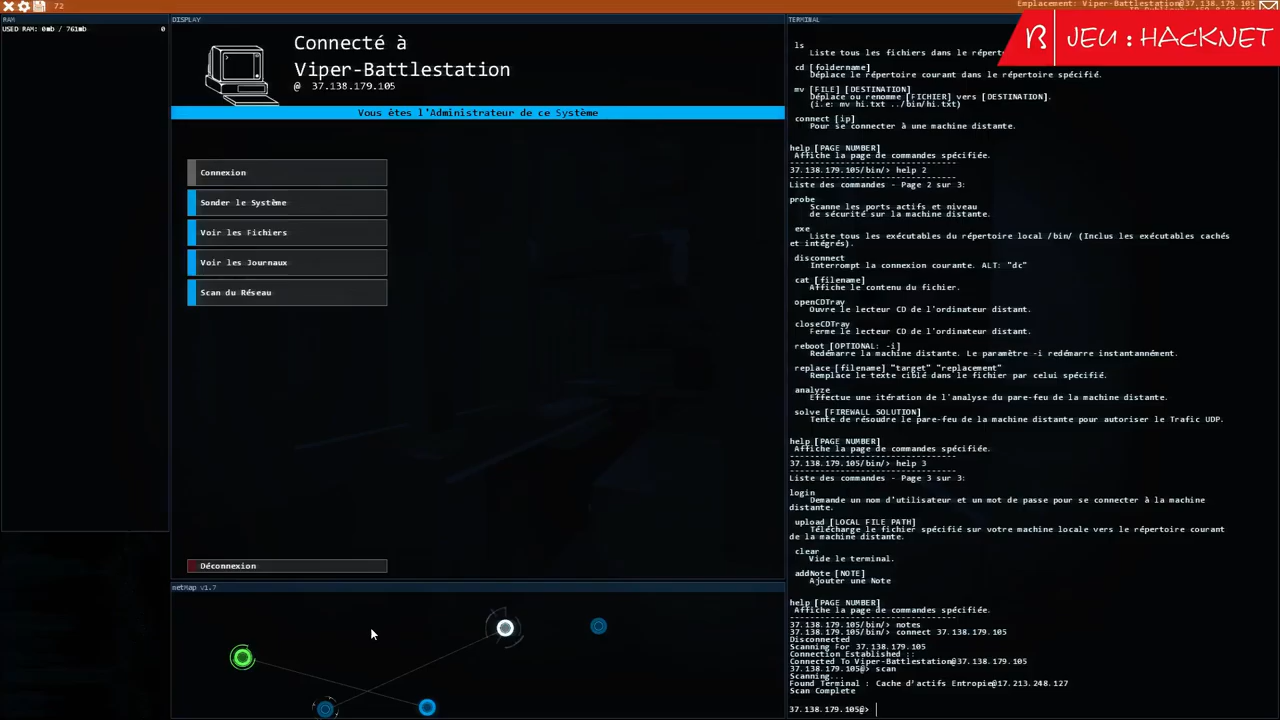 72
Emplacement: Viper-Battlestation@37.138.179.105
RAM
USED RAM: 0mb / 761mb
0
DISPLAY
Connecté à
Viper-Battlestation
@ 37.138.179.105
Vous êtes l'Administrateur de ce Système
Connexion
Sonder le Système
Voir les Fichiers
Voir les Journaux
Scan du Réseau
Déconnexion
netMap v1.7
TERMINAL
JEU : HACKNET
ls
Liste tous les fichiers dans le
cd [foldername]
Déplace le répertoire courant dans le répertoire spécifié.
mv [FILE] [DESTINATION]
Déplace ou renomme [FICHIER] vers [DESTINATION].
(i.e: mv hi.txt ../bin/hi.txt)
connect [ip]
Pour se connecter à une machine distante.
help [PAGE NUMBER]
Affiche la page de commandes spécifiée.
---------------------------------
37.138.179.105/bin/> help 2
---------------------------------
Liste des commandes - Page 2 sur 3:
probe
Scanne les ports actifs et niveau
de sécurité sur la machine distante.
exe
Liste tous les exécutables du répertoire local /bin/ (Inclus les exécutables cachés
et intégrés).
disconnect
Interrompt la connexion courante. ALT: "dc"
cat [filename]
Affiche le contenu du fichier.
openCDTray
Ouvre le lecteur CD de l'ordinateur distant.
closeCDTray
Ferme le lecteur CD de l'ordinateur distant.
reboot [OPTIONAL: -i]
Redémarre la machine distante. Le paramètre -i redémarre instantannément.
replace [filename] "target" "replacement"
Remplace le texte ciblé dans le fichier par celui spécifié.
analyze
Effectue une itération de l'analyse du pare-feu de la machine distante.
solve [FIREWALL SOLUTION]
Tente de résoudre le pare-feu de la machine distante pour autoriser le Trafic UDP.
help [PAGE NUMBER]
Affiche la page de commandes spécifiée.
---------------------------------
37.138.179.105/bin/> help 3
---------------------------------
Liste des commandes - Page 3 sur 3:
login
Demande un nom d'utilisateur et un mot de passe pour se connecter à la machine
distante.
upload [LOCAL FILE PATH]
Télécharge le fichier spécifié sur votre machine locale vers le répertoire courant
de la machine distante.
clear
Vide le terminal.
addNote [NOTE]
Ajouter une Note
help [PAGE NUMBER]
Affiche la page de commandes spécifiée.
---------------------------------
37.138.179.105/bin/> notes
37.138.179.105/bin/> connect 37.138.179.105
Disconnected
Scanning For 37.138.179.105
Connection Established ::
Connected To Viper-Battlestation@37.138.179.105
37.138.179.105@> scan
Scanning...
Found Terminal : Cache d'actifs Entropie@17.213.248.127
Scan Complete
37.138.179.105@>